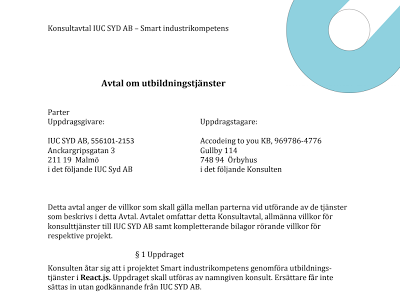 Konsultavtal IUC SYD AB – Smart industrikompetens
Avtal om utbildningstjänster
Parter
Uppdragsgivare: Uppdragstagare:
IUC SYD AB, 556101-2153 Accodeing to you KB, 969786-4776
Anckargripsgatan 3 Gullby 114
211 19 Malmö 748 94 Örbyhus
i det följande IUC Syd AB i det följande Konsulten
Detta avtal anger de villkor som skall gälla mellan parterna vid utförande av de tjänster
som beskrivs i detta Avtal. Avtalet omfattar detta Konsultavtal, allmänna villkor för
konsulttjänster till IUC SYD AB samt kompletterande bilagor rörande villkor för
respektive projekt.
§ 1 Uppdraget
Konsulten åtar sig att i projektet Smart industrikompetens genomföra utbildnings-
tjänster i React.js. Uppdraget skall utföras av namngiven konsult. Ersättare får inte
sättas in utan godkännande från IUC SYD AB.